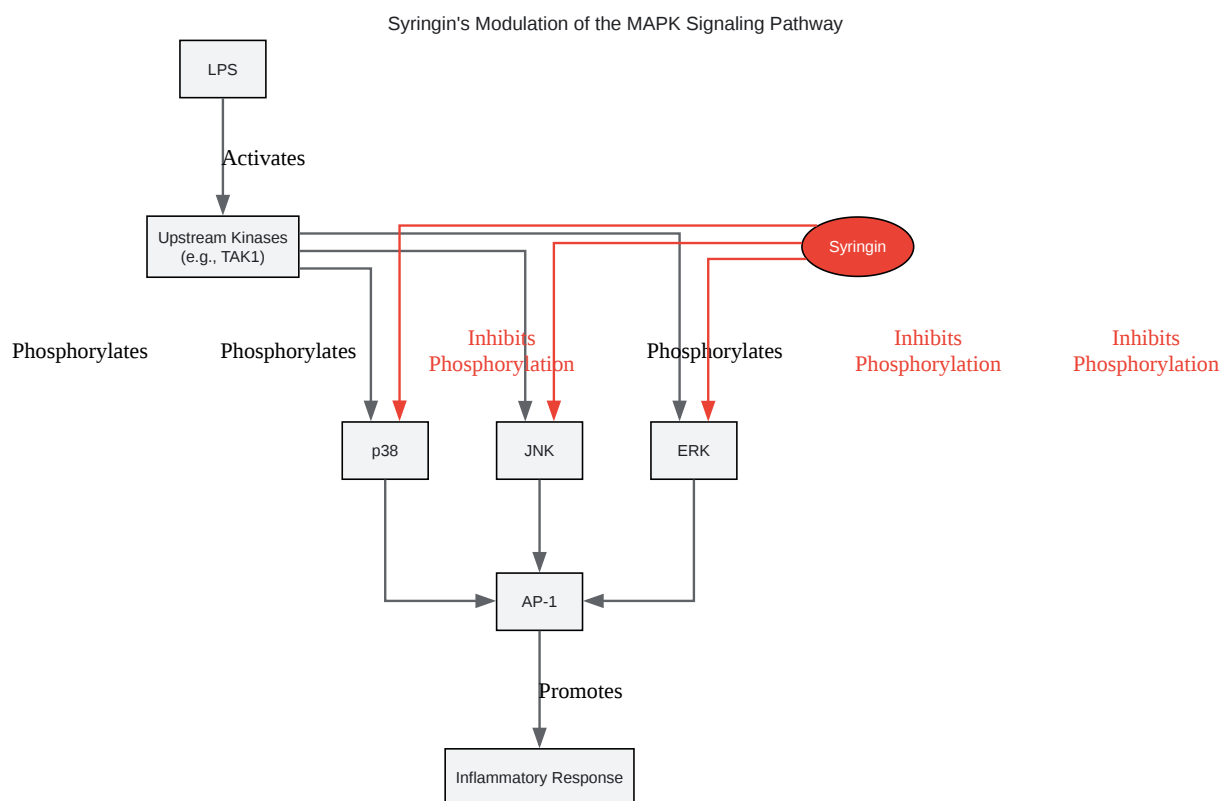 Syringin's Modulation of the MAPK Signaling Pathway
LPS
Activates
Upstream Kinases
(e.g., TAK1)
Syringin
Phosphorylates
Phosphorylates
Inhibits
Phosphorylation
Phosphorylates
Inhibits
Phosphorylation
Inhibits
Phosphorylation
p38
JNK
ERK
AP-1
Promotes
Inflammatory Response